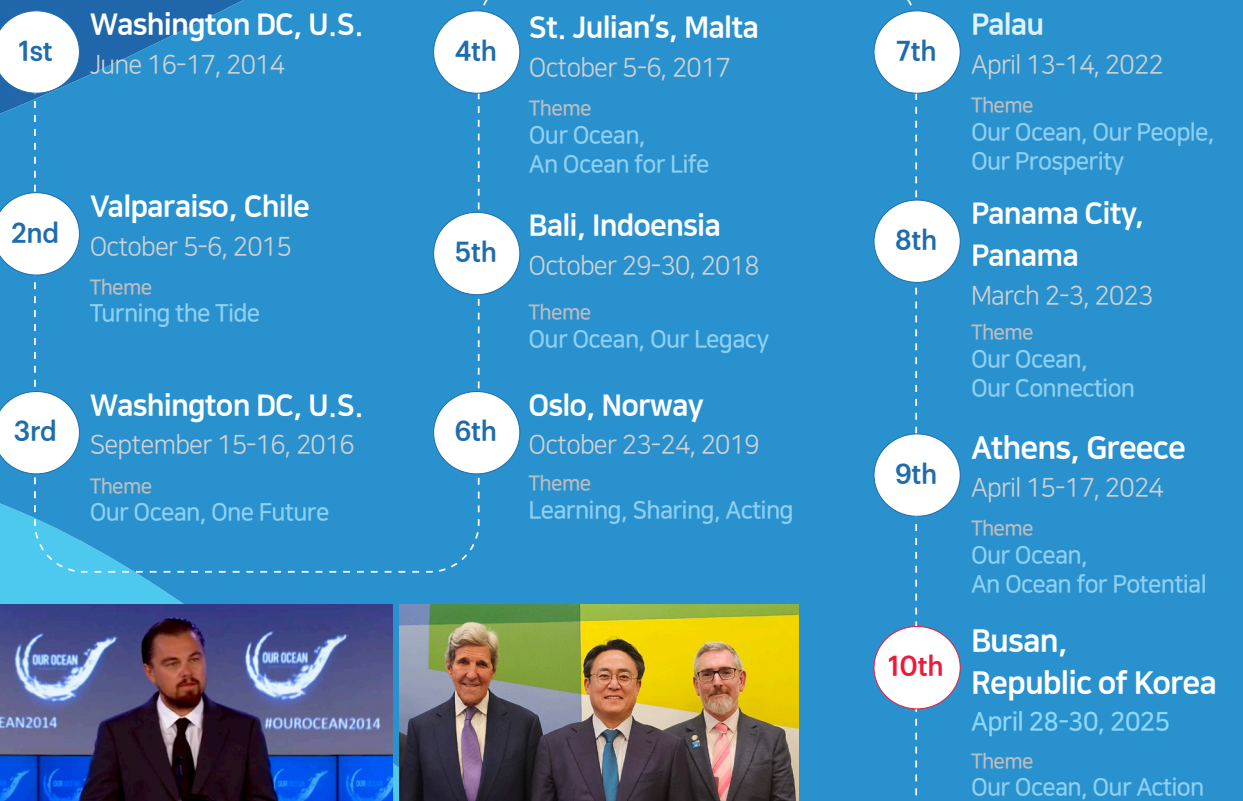 1st
Washington DC, U.S.
June 16-17, 2014
2nd
Valparaiso, Chile
October 5-6, 2015
Theme
Turning the Tide
3rd
Washington DC, U.S.
September 15-16, 2016
Theme
Our Ocean, One Future
4th
St. Julian's, Malta
October 5-6, 2017
Theme
Our Ocean,
An Ocean for Life
5th
Bali, Indoensia
October 29-30, 2018
Theme
Our Ocean, Our Legacy
6th
Oslo, Norway
October 23-24, 2019
Theme
Learning, Sharing, Acting
7th
Palau
April 13-14, 2022
Theme
Our Ocean, Our People,
Our Prosperity
8th
Panama City,
Panama
March 2-3, 2023
Theme
Our Ocean,
Our Connection
9th
Athens, Greece
April 15-17, 2024
Theme
Our Ocean,
An Ocean for Potential
10th
Busan,
Republic of Korea
April 28-30, 2025
Theme
Our Ocean, Our Action
OUR OCEAN
OUR OCEAN
EAN2014
#OUROCEAN2014